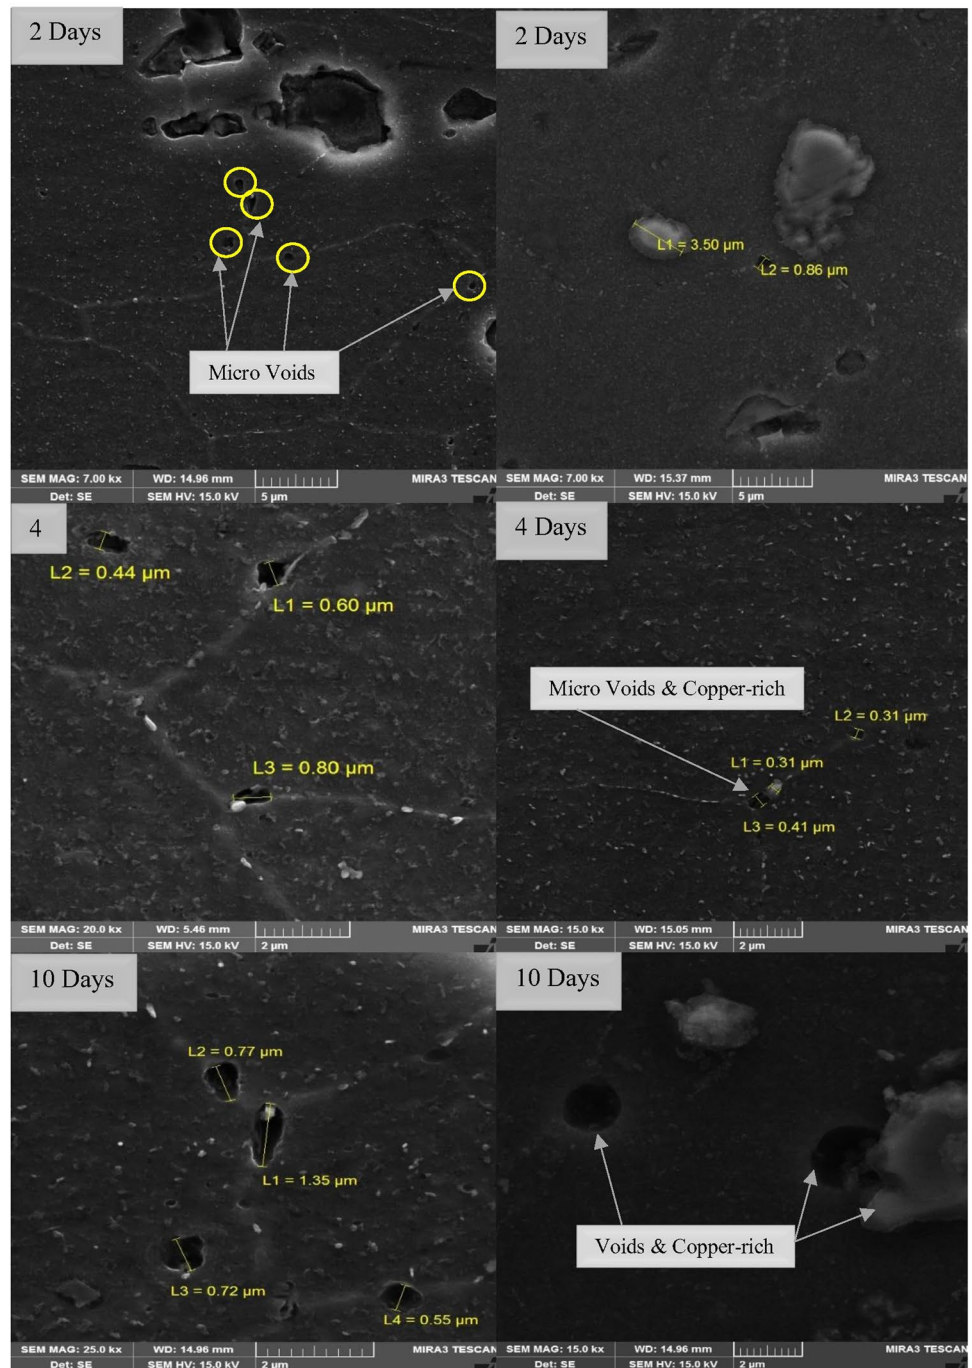 2 Days
Micro Voids
SEM MAG: 7.00 kx
WD: 14.96 mm
MIRA3 TESCAN
Det: SE
SEM HV: 15.0 kV
5 µm
2 Days
L1 = 3.50 µm
L2 = 0.86 µm
SEM MAG: 7.00 kx
WD: 15.37 mm
MIRA3 TESCAN
Det: SE
SEM HV: 15.0 kV
5 µm
4
L2 = 0.44 µm
L1 = 0.60 µm
L3 = 0.80 µm
SEM MAG: 20.0 kx
WD: 5.46 mm
MIRA3 TESCAN
Det: SE
SEM HV: 15.0 kV
2 µm
4 Days
Micro Voids & Copper-rich
L2 = 0.31 µm
L1 = 0.31 µm
L3 = 0.41 µm
SEM MAG: 15.0 kx
WD: 15.05 mm
MIRA3 TESCAN
Det: SE
SEM HV: 15.0 kV
2 µm
10 Days
L2 = 0.77 µm
L1 = 1.35 µm
L3 = 0.72 µm
L4 = 0.55 µm
SEM MAG: 25.0 kx
WD: 14.96 mm
MIRA3 TESCAN
Det: SE
SEM HV: 15.0 kV
2 µm
10 Days
Voids & Copper-rich
SEM MAG: 15.0 kx
WD: 14.96 mm
MIRA3 TESCAN
Det: SE
SEM HV: 15.0 kV
2 µm